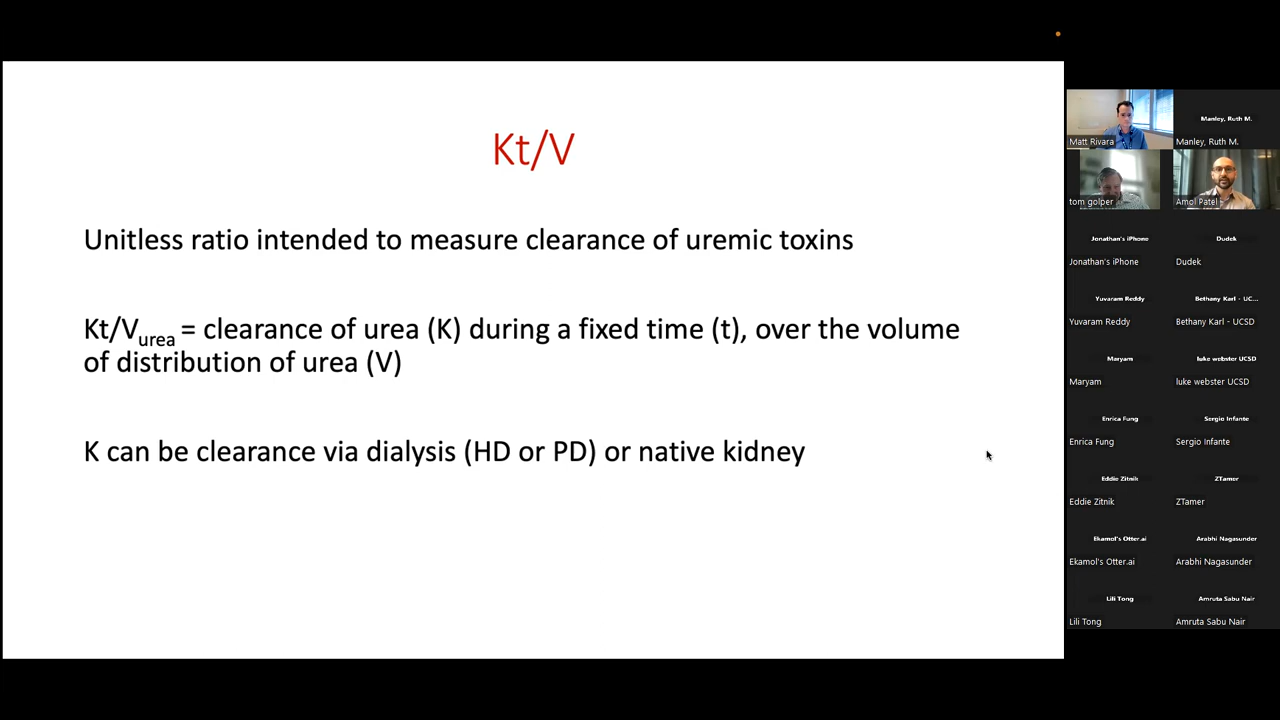 Kt/V
Unitless ratio intended to measure clearance of uremic toxins
Kt/Vurea = clearance of urea (K) during a fixed time (t), over the volume
of distribution of urea (V)
K can be clearance via dialysis (HD or PD) or native kidney
Matt Rivara
Manley, Ruth M.
Manley, Ruth M.
tom golper
Amol Patel
Jonathan's iPhone
Jonathan's iPhone
Dudek
Dudek
Yuvaram Reddy
Yuvaram Reddy
Bethany Karl - UC...
Bethany Karl - UCSD
Maryam
Maryam
luke webster UCSD
luke webster UCSD
Enrica Fung
Enrica Fung
Sergio Infante
Sergio Infante
Eddie Zitnik
Eddie Zitnik
ZTamer
ZTamer
Ekamol's Otter.ai
Ekamol's Otter.ai
Arabhi Nagasunder
Arabhi Nagasunder
Lili Tong
Lili Tong
Amruta Sabu Nair
Amruta Sabu Nair